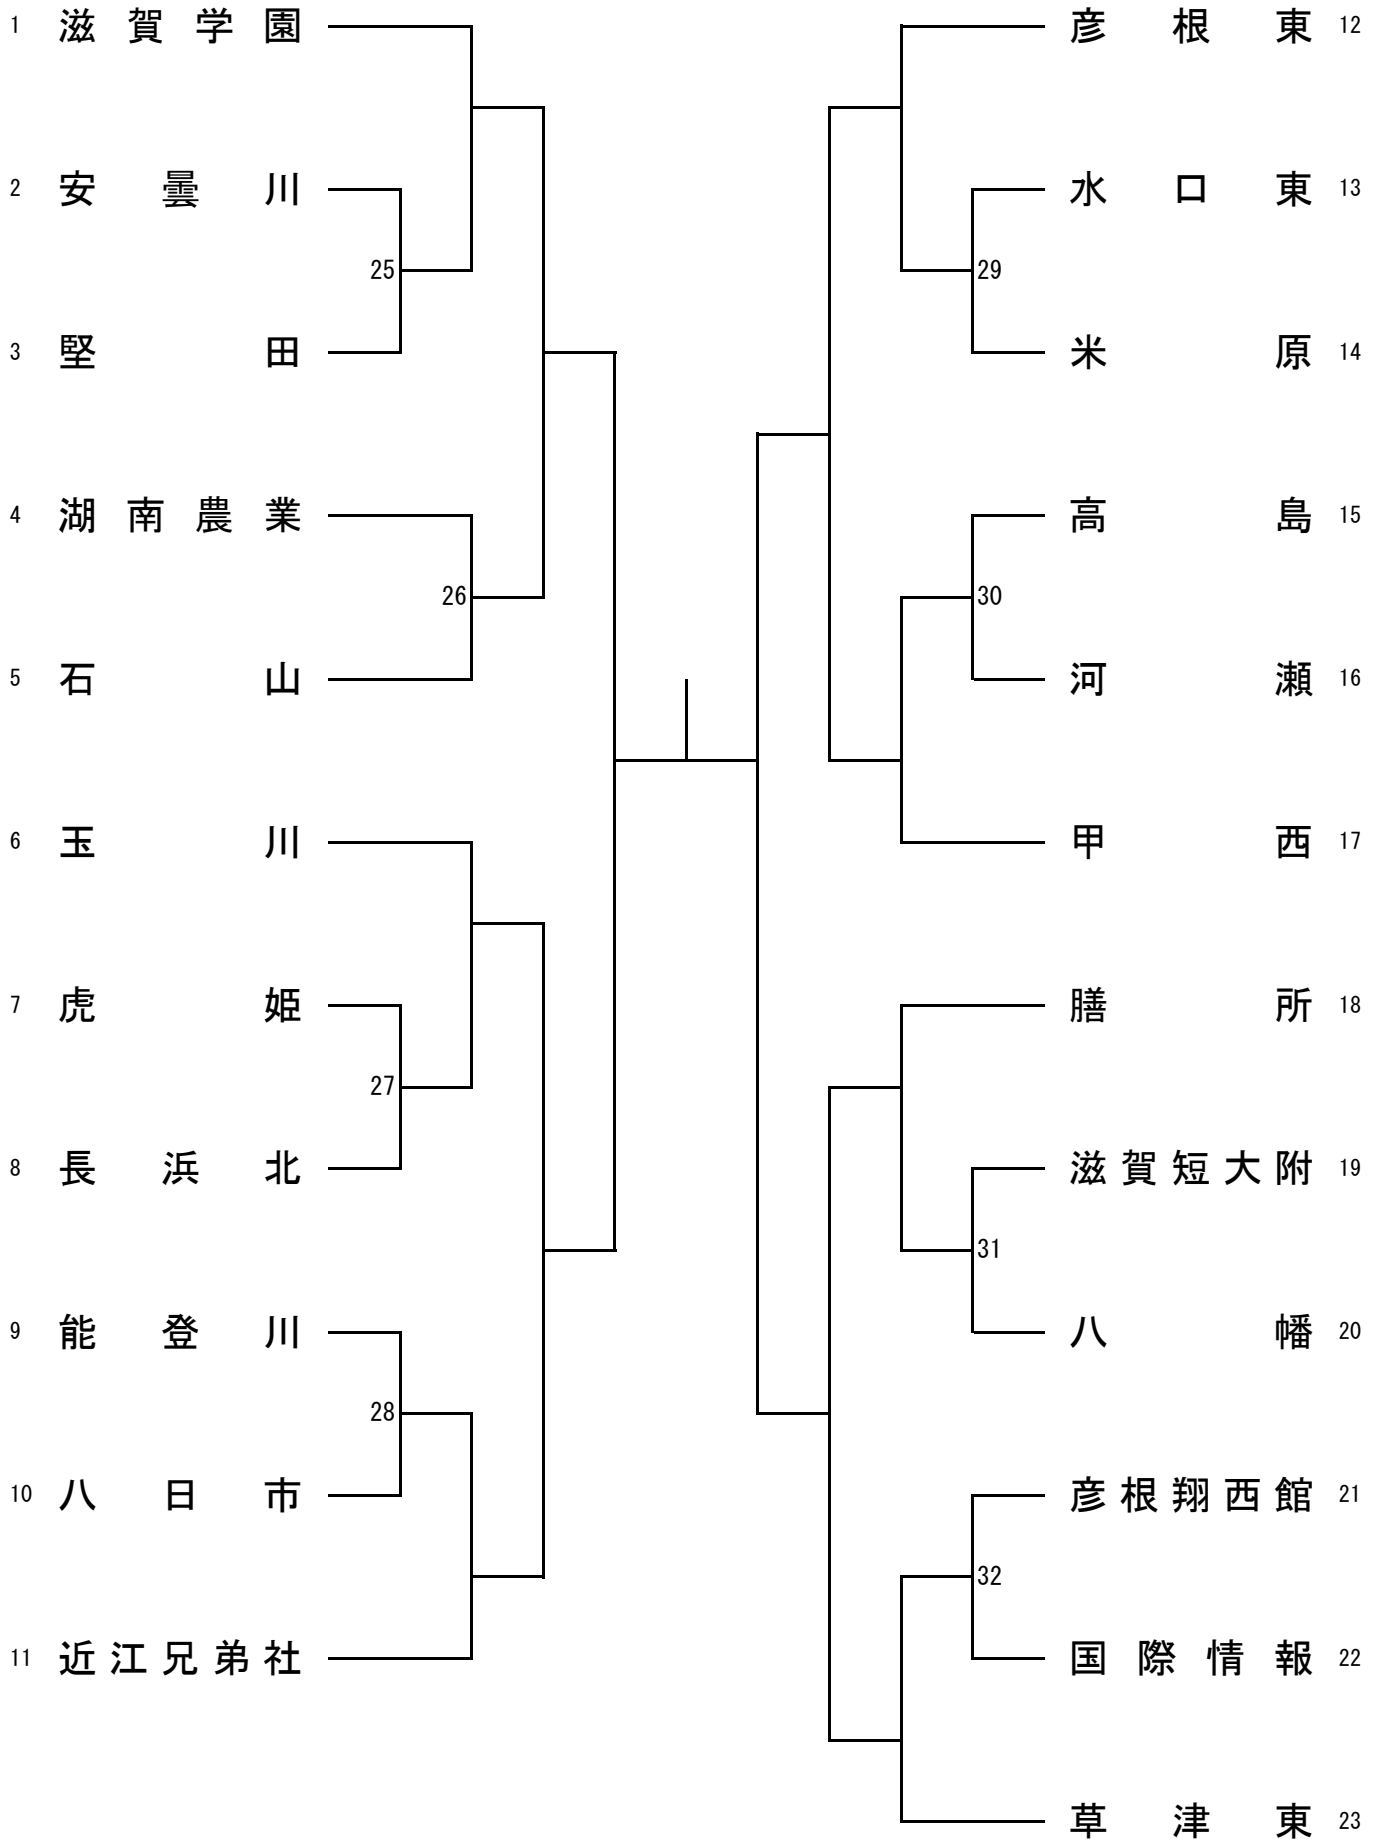 1 滋賀学園
2 安曇川
25
3 堅田
4 湖南農業
26
5 石山
6 玉川
7 虎姫
27
8 長浜北
9 能登川
28
10 八日市
11 近江兄弟社
彦根東 12
水口東 13
29
米原 14
高島 15
30
河瀬 16
甲西 17
膳所 18
滋賀短大附 19
31
八幡 20
彦根翔西館 21
32
国際情報 22
草津東 23